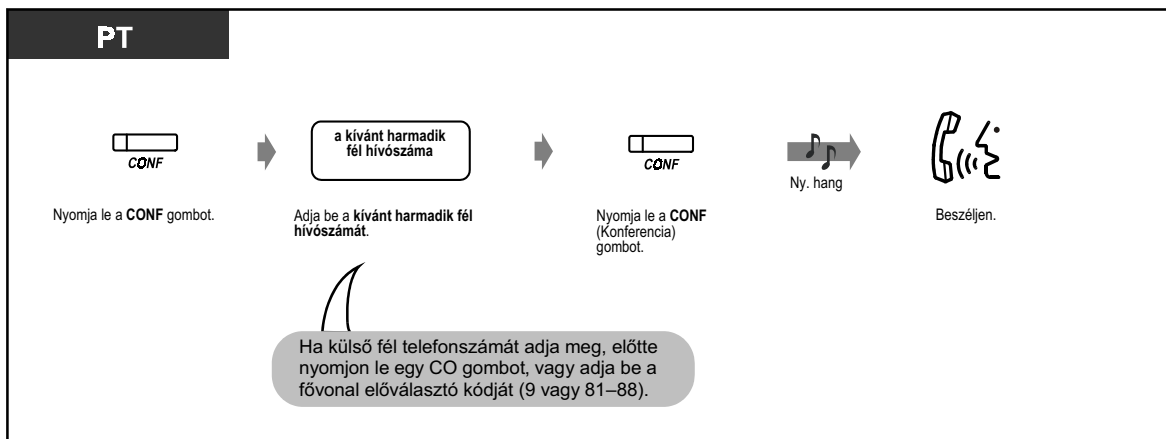 PT
CONF
a kívánt harmadik
fél hívószáma
CONF
Ny. hang
Nyomja le a CONF gombot.
Adja be a kívánt harmadik fél
hívószámát.
Nyomja le a CONF
(Konferencia)
gombot.
Beszéljen.
Ha külső fél telefonszámát adja meg, előtte
nyomjon le egy CO gombot, vagy adja be a
fővonal előválasztó kódját (9 vagy 81–88).